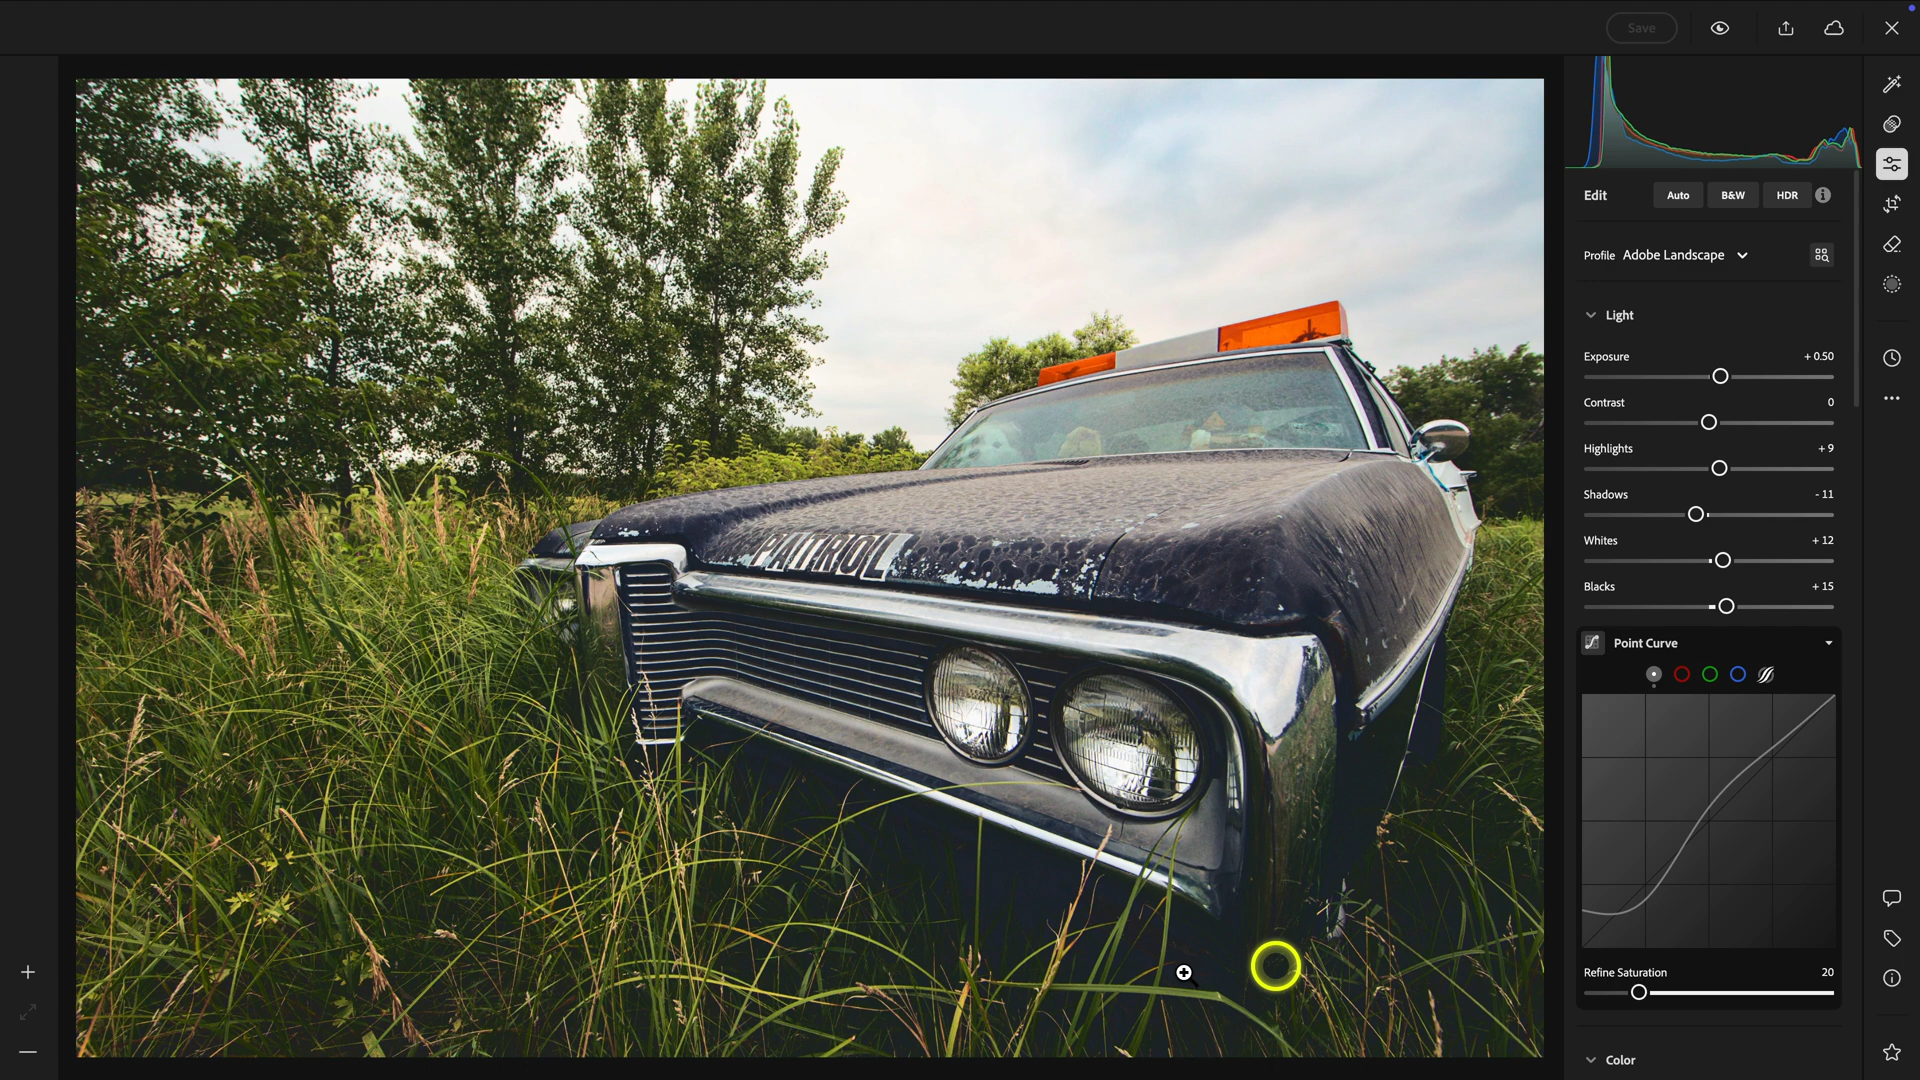 Save
Edit
Auto
B&W
HDR
Profile Adobe Landscape
Light
Exposure + 0.50
Contrast 0
Highlights + 9
Shadows - 11
Whites + 12
Blacks + 15
PATROL
Point Curve
Refine Saturation 20
Color